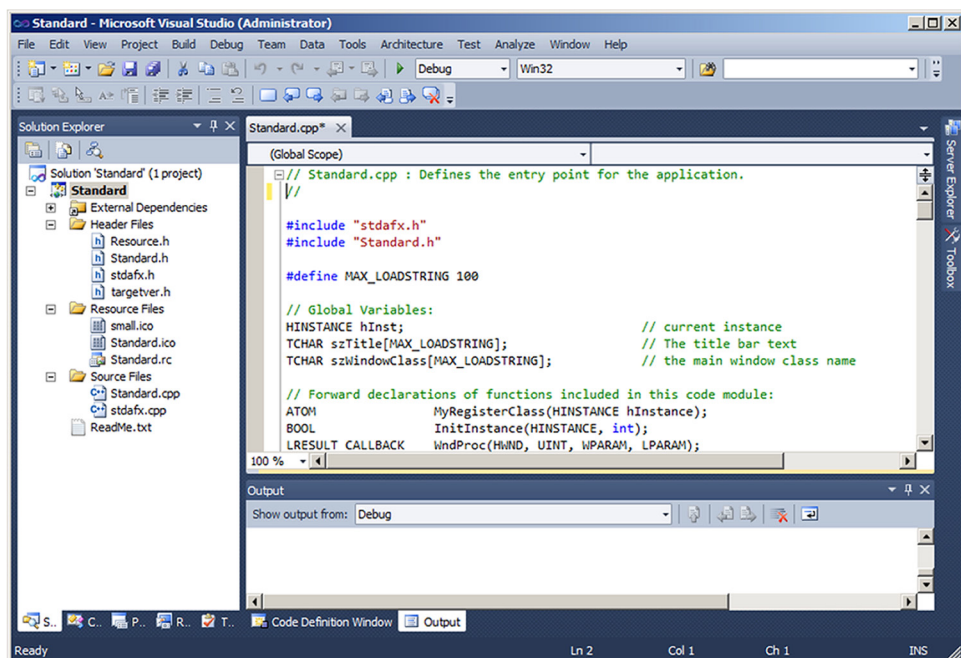 Standard - Microsoft Visual Studio (Administrator)
File Edit View Project Build Debug Team Data Tools Architecture Test Analyze Window Help
Debug Win32
Solution Explorer
Solution 'Standard' (1 project)
Standard
External Dependencies
Header Files
Resource.h
Standard.h
stdafx.h
targetver.h
Resource Files
small.ico
Standard.ico
Standard.rc
Source Files
Standard.cpp
stdafx.cpp
ReadMe.txt
S.. C.. P.. R.. T..
Standard.cpp*
(Global Scope)
// Standard.cpp : Defines the entry point for the application.
//
#include "stdafx.h"
#include "Standard.h"
#define MAX_LOADSTRING 100
// Global Variables:
HINSTANCE hInst; // current instance
TCHAR szTitle[MAX_LOADSTRING]; // The title bar text
TCHAR szWindowClass[MAX_LOADSTRING]; // the main window class name
// Forward declarations of functions included in this code module:
ATOM MyRegisterClass(HINSTANCE hInstance);
BOOL InitInstance(HINSTANCE, int);
LRESULT CALLBACK WndProc(HWND, UINT, WPARAM, LPARAM);
100 %
Output
Show output from: Debug
Code Definition Window Output
Server Explorer
Toolbox
Ready Ln 2 Col 1 Ch 1 INS